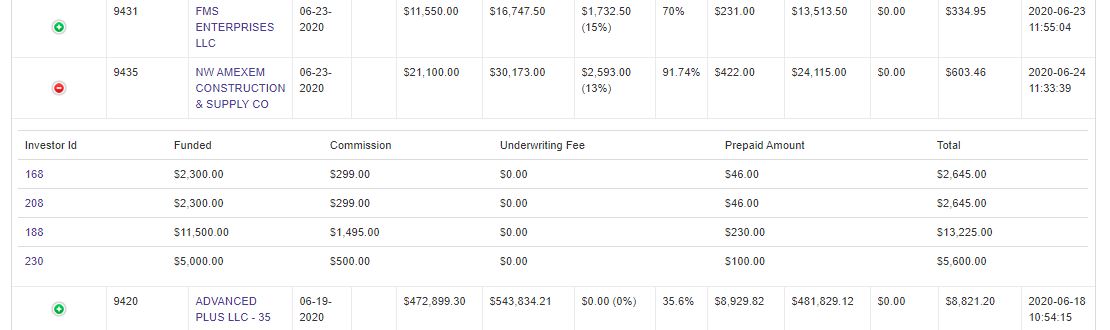 9431 FMS ENTERPRISES LLC 06-23-2020 $11,550.00 $16,747.50 $1,732.50 (15%) 70% $231.00 $13,513.50 $0.00 $334.95 2020-06-23 11:55:04
9435 NW AMEXEM CONSTRUCTION & SUPPLY CO 06-23-2020 $21,100.00 $30,173.00 $2,593.00 (13%) 91.74% $422.00 $24,115.00 $0.00 $603.46 2020-06-24 11:33:39
Investor Id Funded Commission Underwriting Fee Prepaid Amount Total
168 $2,300.00 $299.00 $0.00 $46.00 $2,645.00
208 $2,300.00 $299.00 $0.00 $46.00 $2,645.00
188 $11,500.00 $1,495.00 $0.00 $230.00 $13,225.00
230 $5,000.00 $500.00 $0.00 $100.00 $5,600.00
9420 ADVANCED PLUS LLC - 35 06-19-2020 $472,899.30 $543,834.21 $0.00 (0%) 35.6% $8,929.82 $481,829.12 $0.00 $8,821.20 2020-06-18 10:54:15